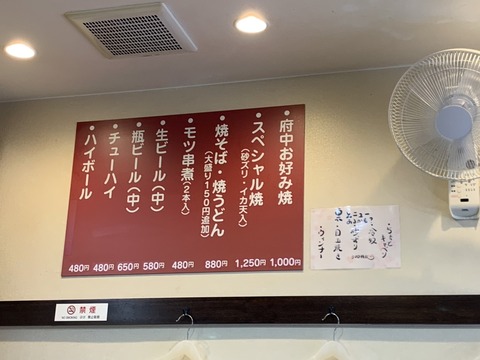 ・府中お好み焼
1,000円
・スペシャル焼
(砂ズリ・イカ天入)
1,250円
・焼そば・焼うどん
(大盛り150円追加)
880円
・モツ串煮(2本入)
480円
・生ビール(中)
580円
・瓶ビール(中)
650円
・チューハイ
480円
・ハイボール
480円
禁煙
NO SMOKING